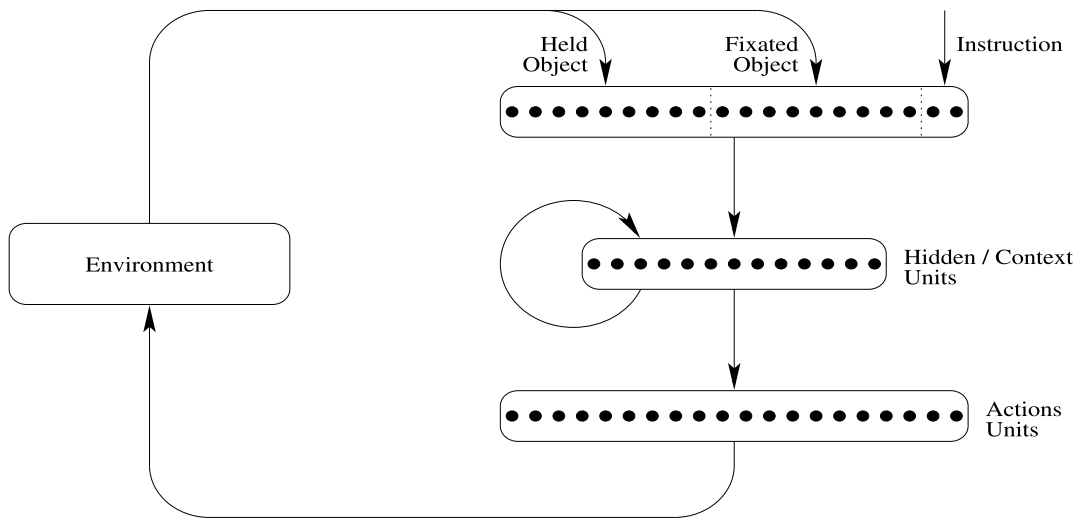 Held
Object
Fixated
Object
Instruction
Environment
Hidden / Context
Units
Actions
Units